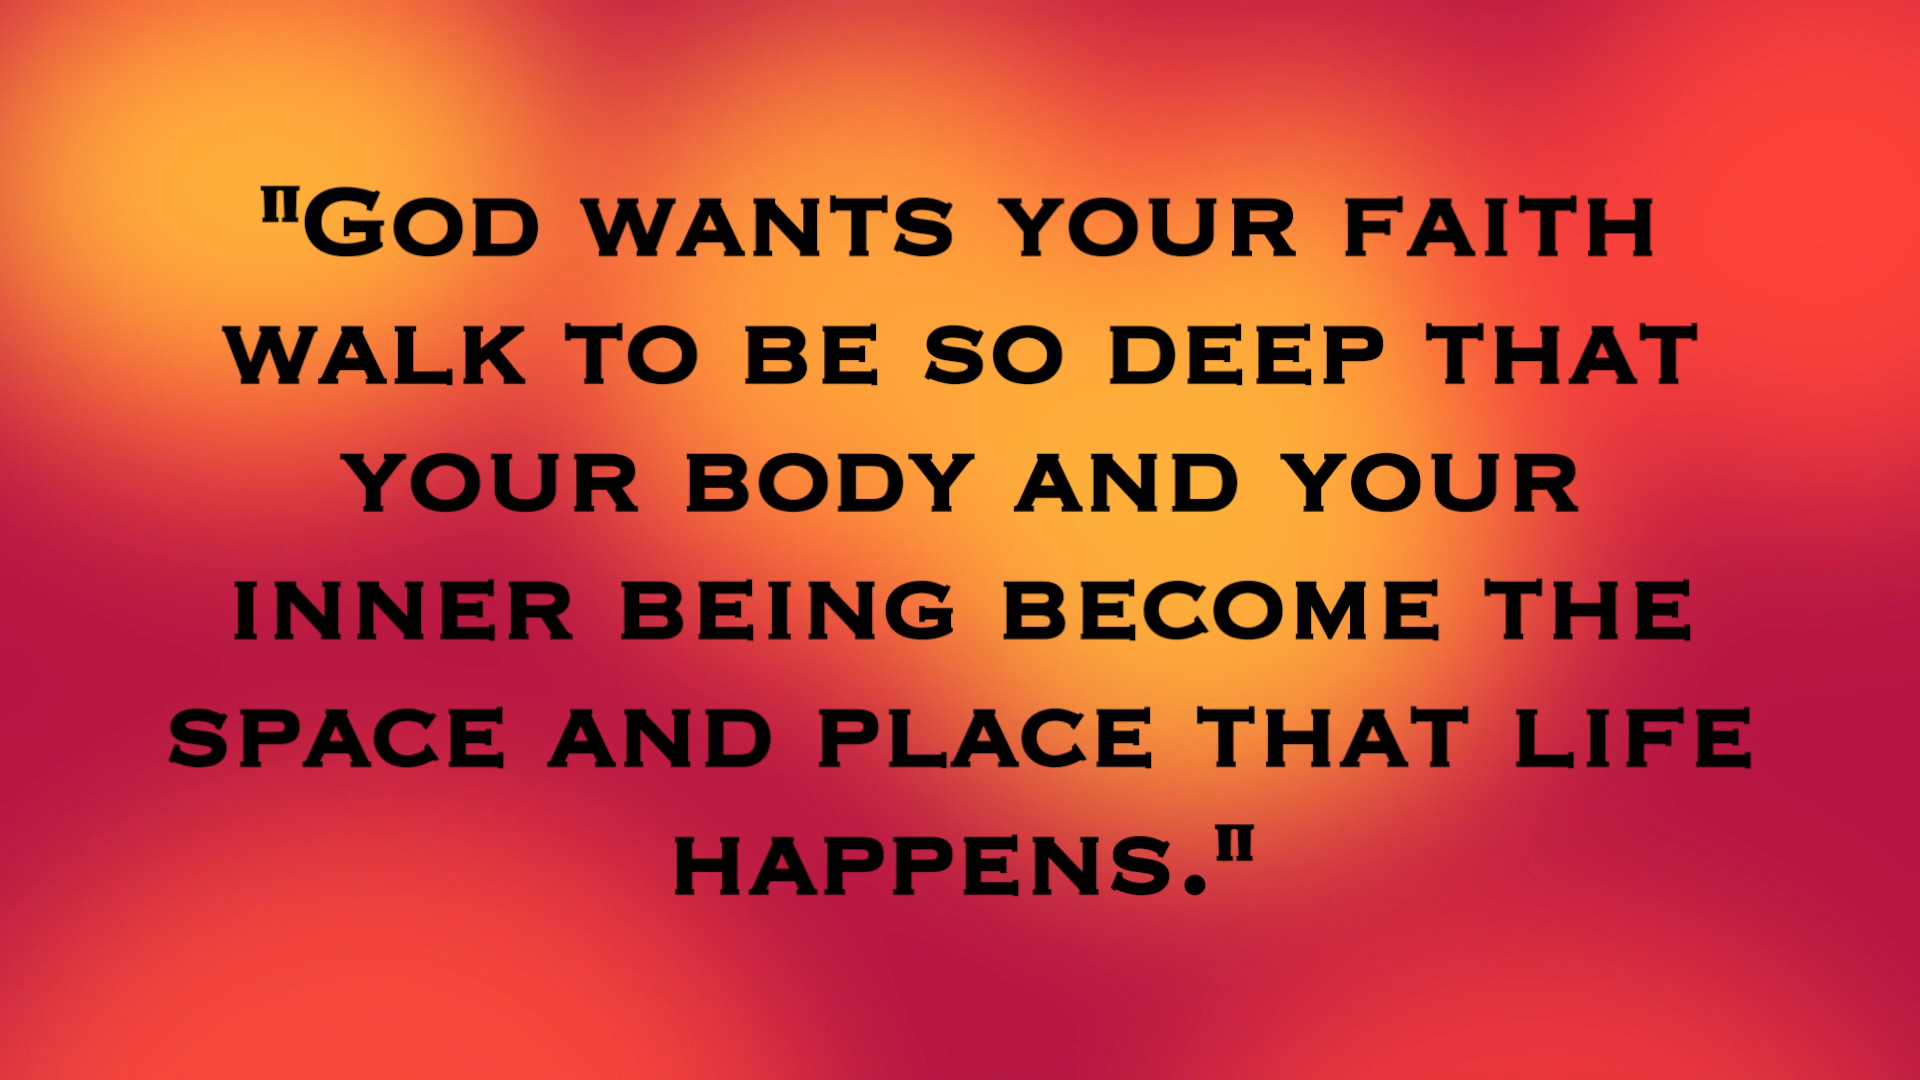 "God wants your faith
walk to be so deep that
your body and your
inner being become the
space and place that life
happens."